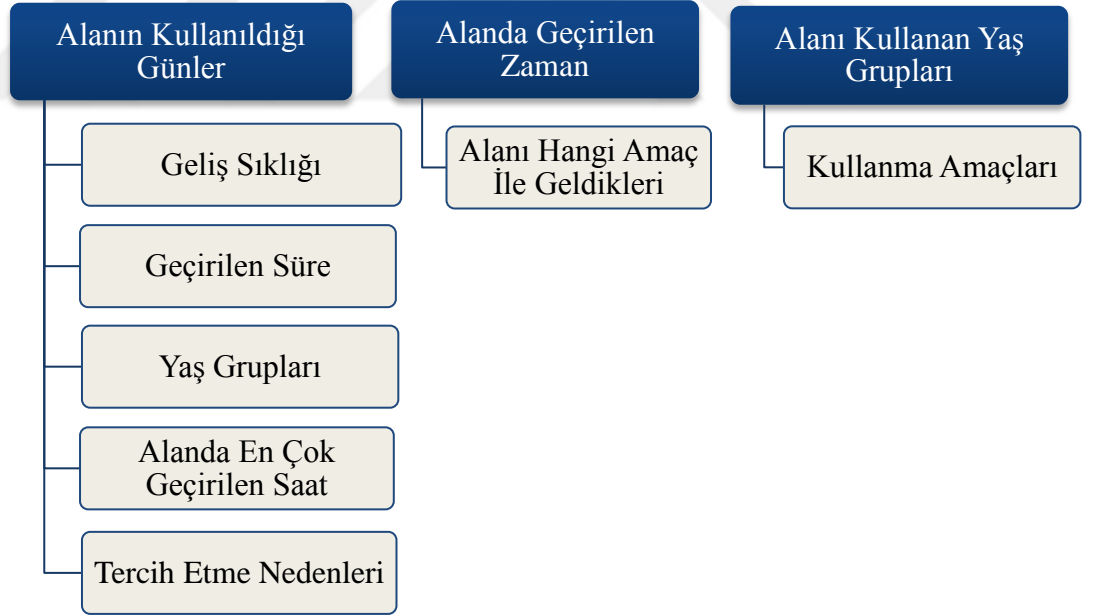 Alanın Kullanıldığı
Günler
Geliş Sıklığı
Geçirilen Süre
Yaş Grupları
Alanda En Çok
Geçirilen Saat
Tercih Etme Nedenleri
Alanda Geçirilen
Zaman
Alanı Hangi Amaç
İle Geldikleri
Alanı Kullanan Yaş
Grupları
Kullanma Amaçları